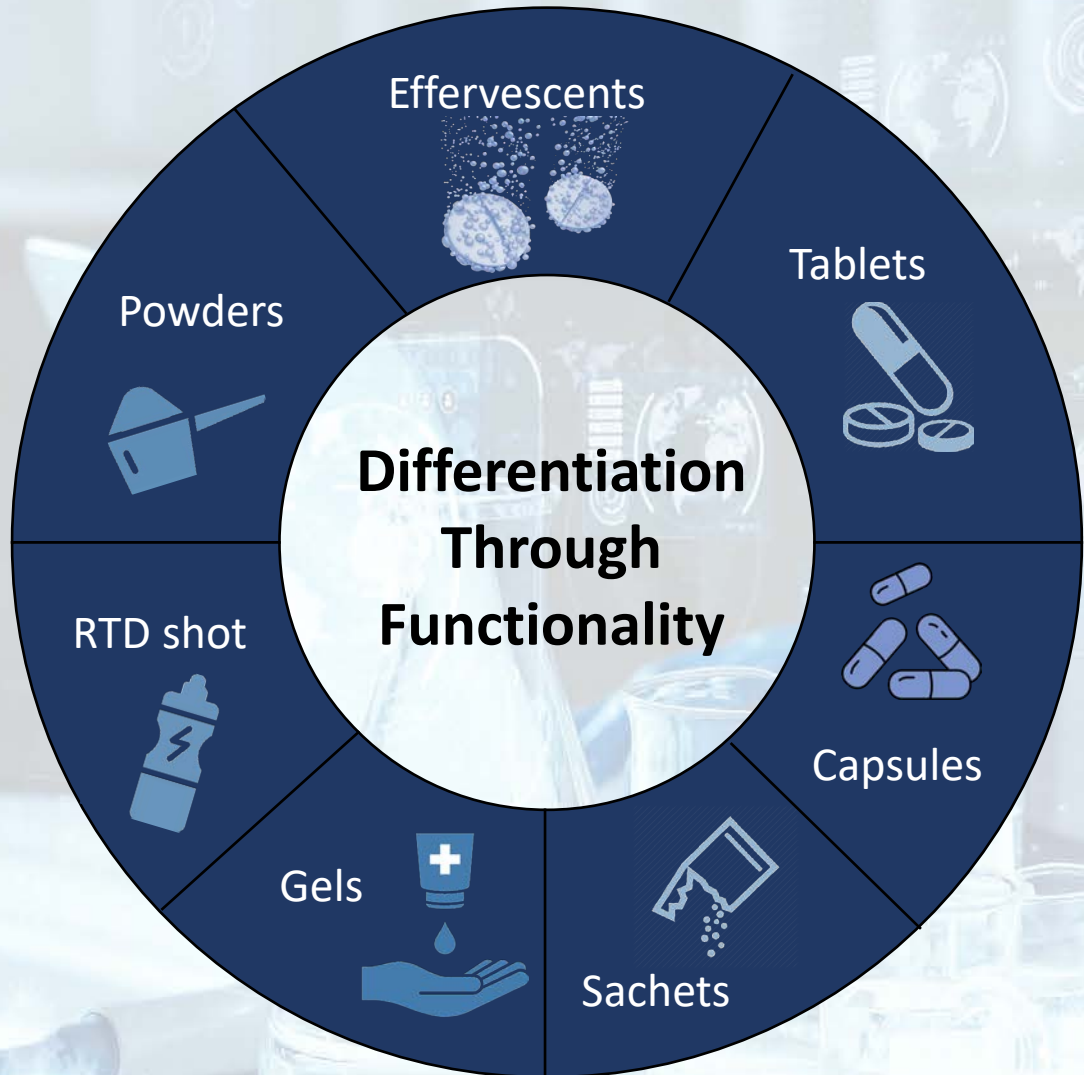 Effervescents
Tablets
Capsules
Sachets
Gels
RTD shot
Powders
Differentiation
Through
Functionality